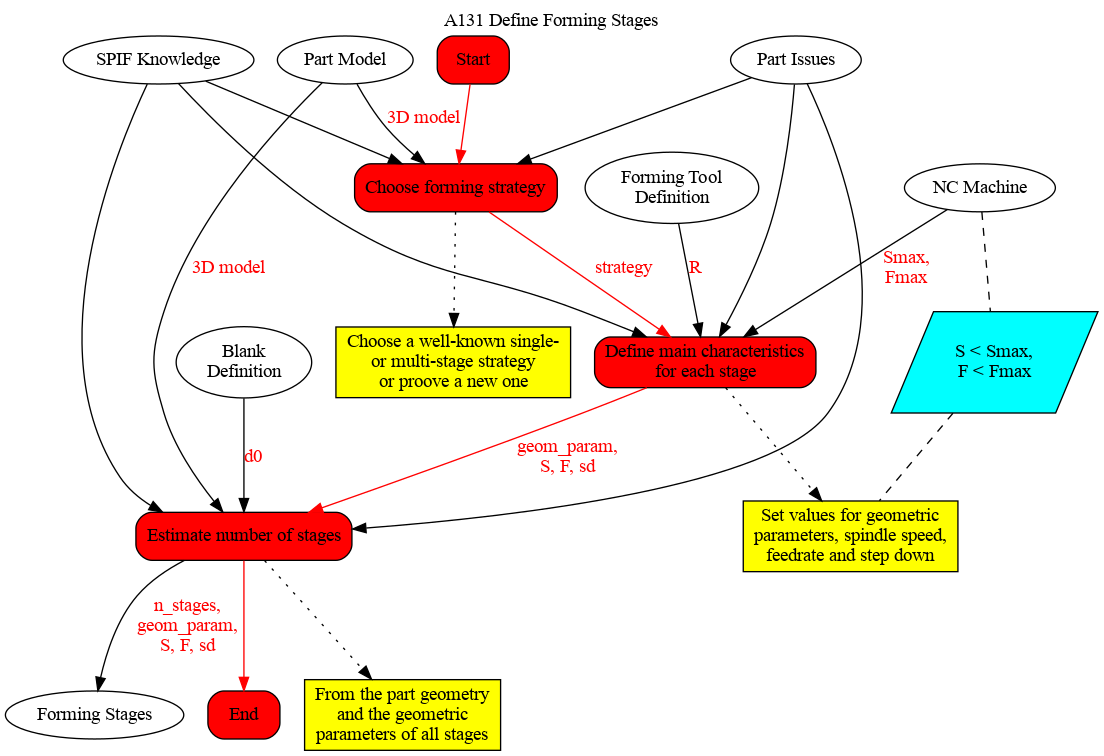 A131 Define Forming Stages
SPIF Knowledge
Part Model
Start
Part Issues
3D model
Choose forming strategy
Forming Tool
Definition
NC Machine
3D model
strategy
R
Smax,
Fmax
Blank
Definition
Choose a well-known single-
or multi-stage strategy
or proove a new one
Define main characteristics
for each stage
S < Smax,
F < Fmax
d0
geom_param,
S, F, sd
Estimate number of stages
Set values for geometric
parameters, spindle speed,
feedrate and step down
n_stages,
geom_param,
S, F, sd
Forming Stages
End
From the part geometry
and the geometric
parameters of all stages